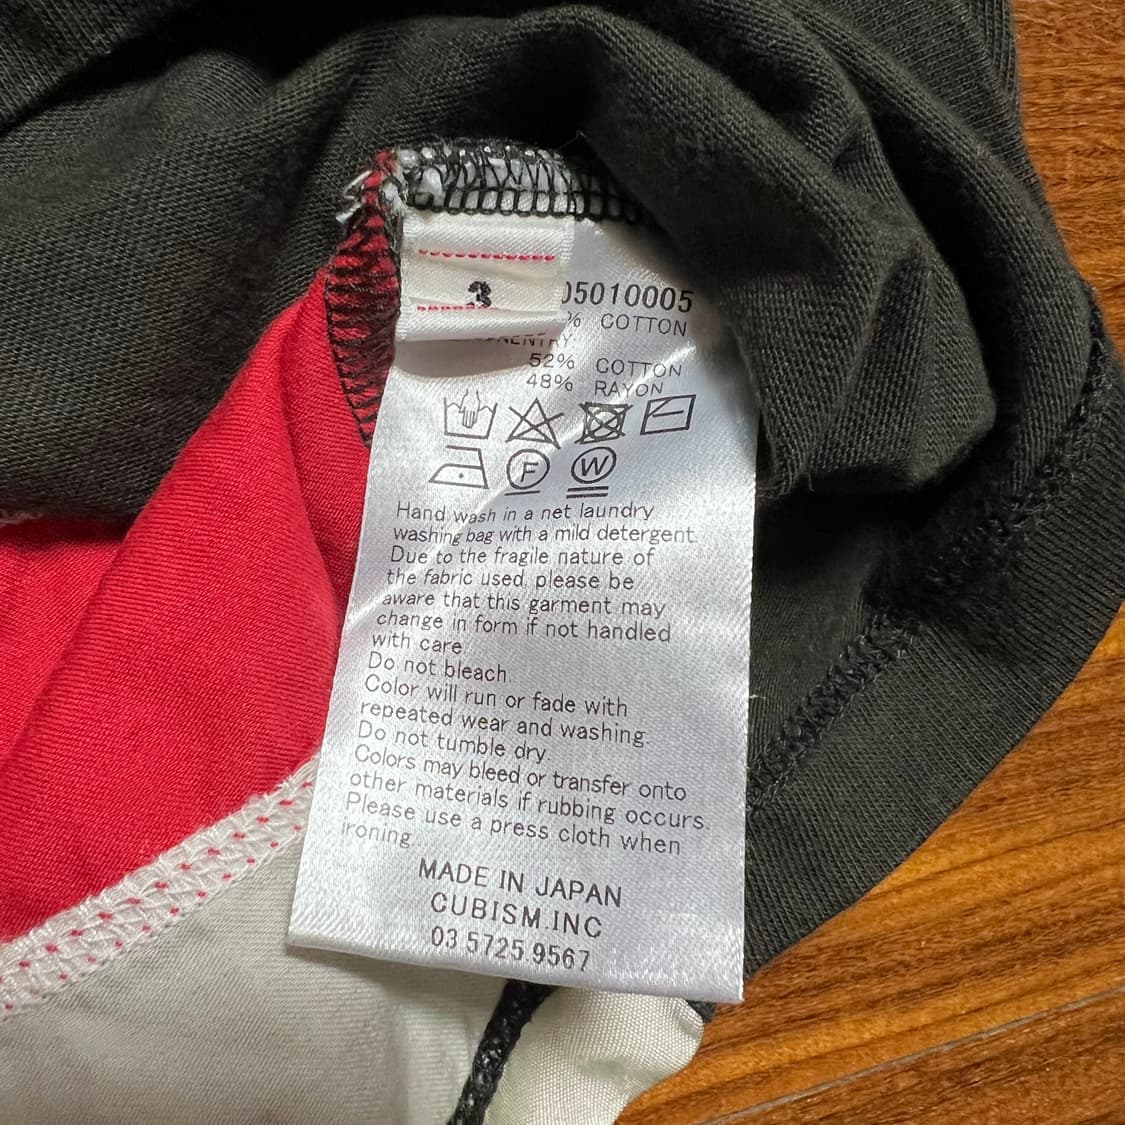 3
05010005
% COTTON
52% COTTON
48% RAYON
F W
Hand wash in a net laundry
washing bag with a mild detergent.
Due to the fragile nature of
the fabric used. please be
aware that this garment may
change in form if not handled
with care.
Do not bleach
Color will run or fade with
repeated wear and washing.
Do not tumble dry.
Colors may bleed or transfer onto
other materials if rubbing occurs.
Please use a press cloth when
ironing.
MADE IN JAPAN
CUBISM.INC
03 5725 9567